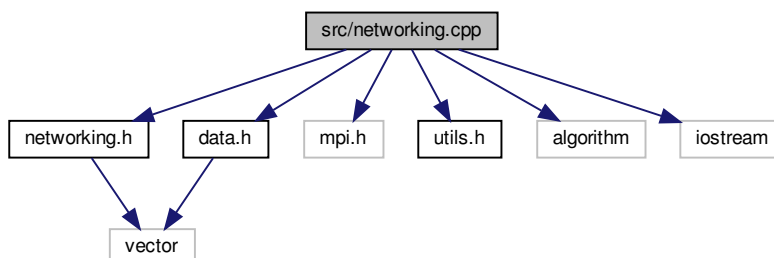 src/networking.cpp
networking.h
data.h
mpi.h
utils.h
algorithm
iostream
vector